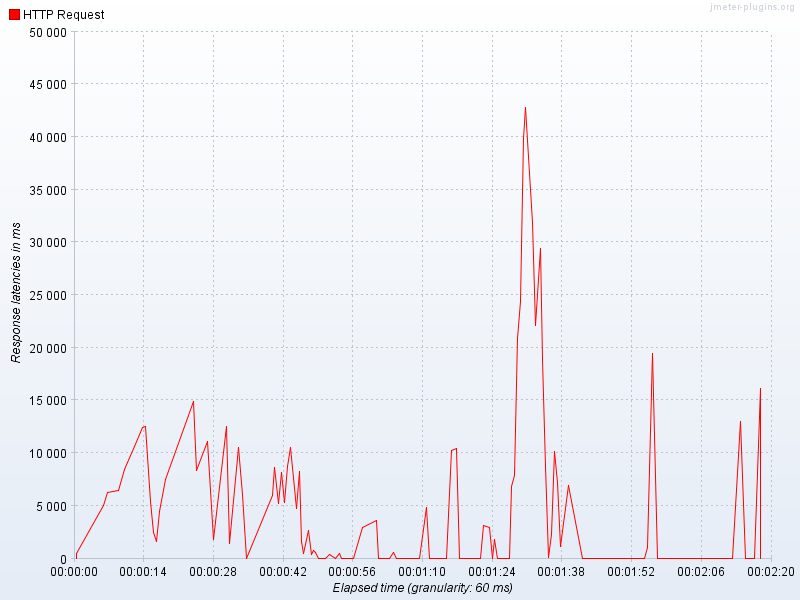 jmeter-plugins.org
HTTP Request
50 000
45 000
40 000
35 000
30 000
25 000
20 000
15 000
10 000
5 000
0
Response latencies in ms
00:00:00 00:00:14 00:00:28 00:00:42 00:00:56 00:01:10 00:01:24 00:01:38 00:01:52 00:02:06 00:02:20
Elapsed time (granularity: 60 ms)